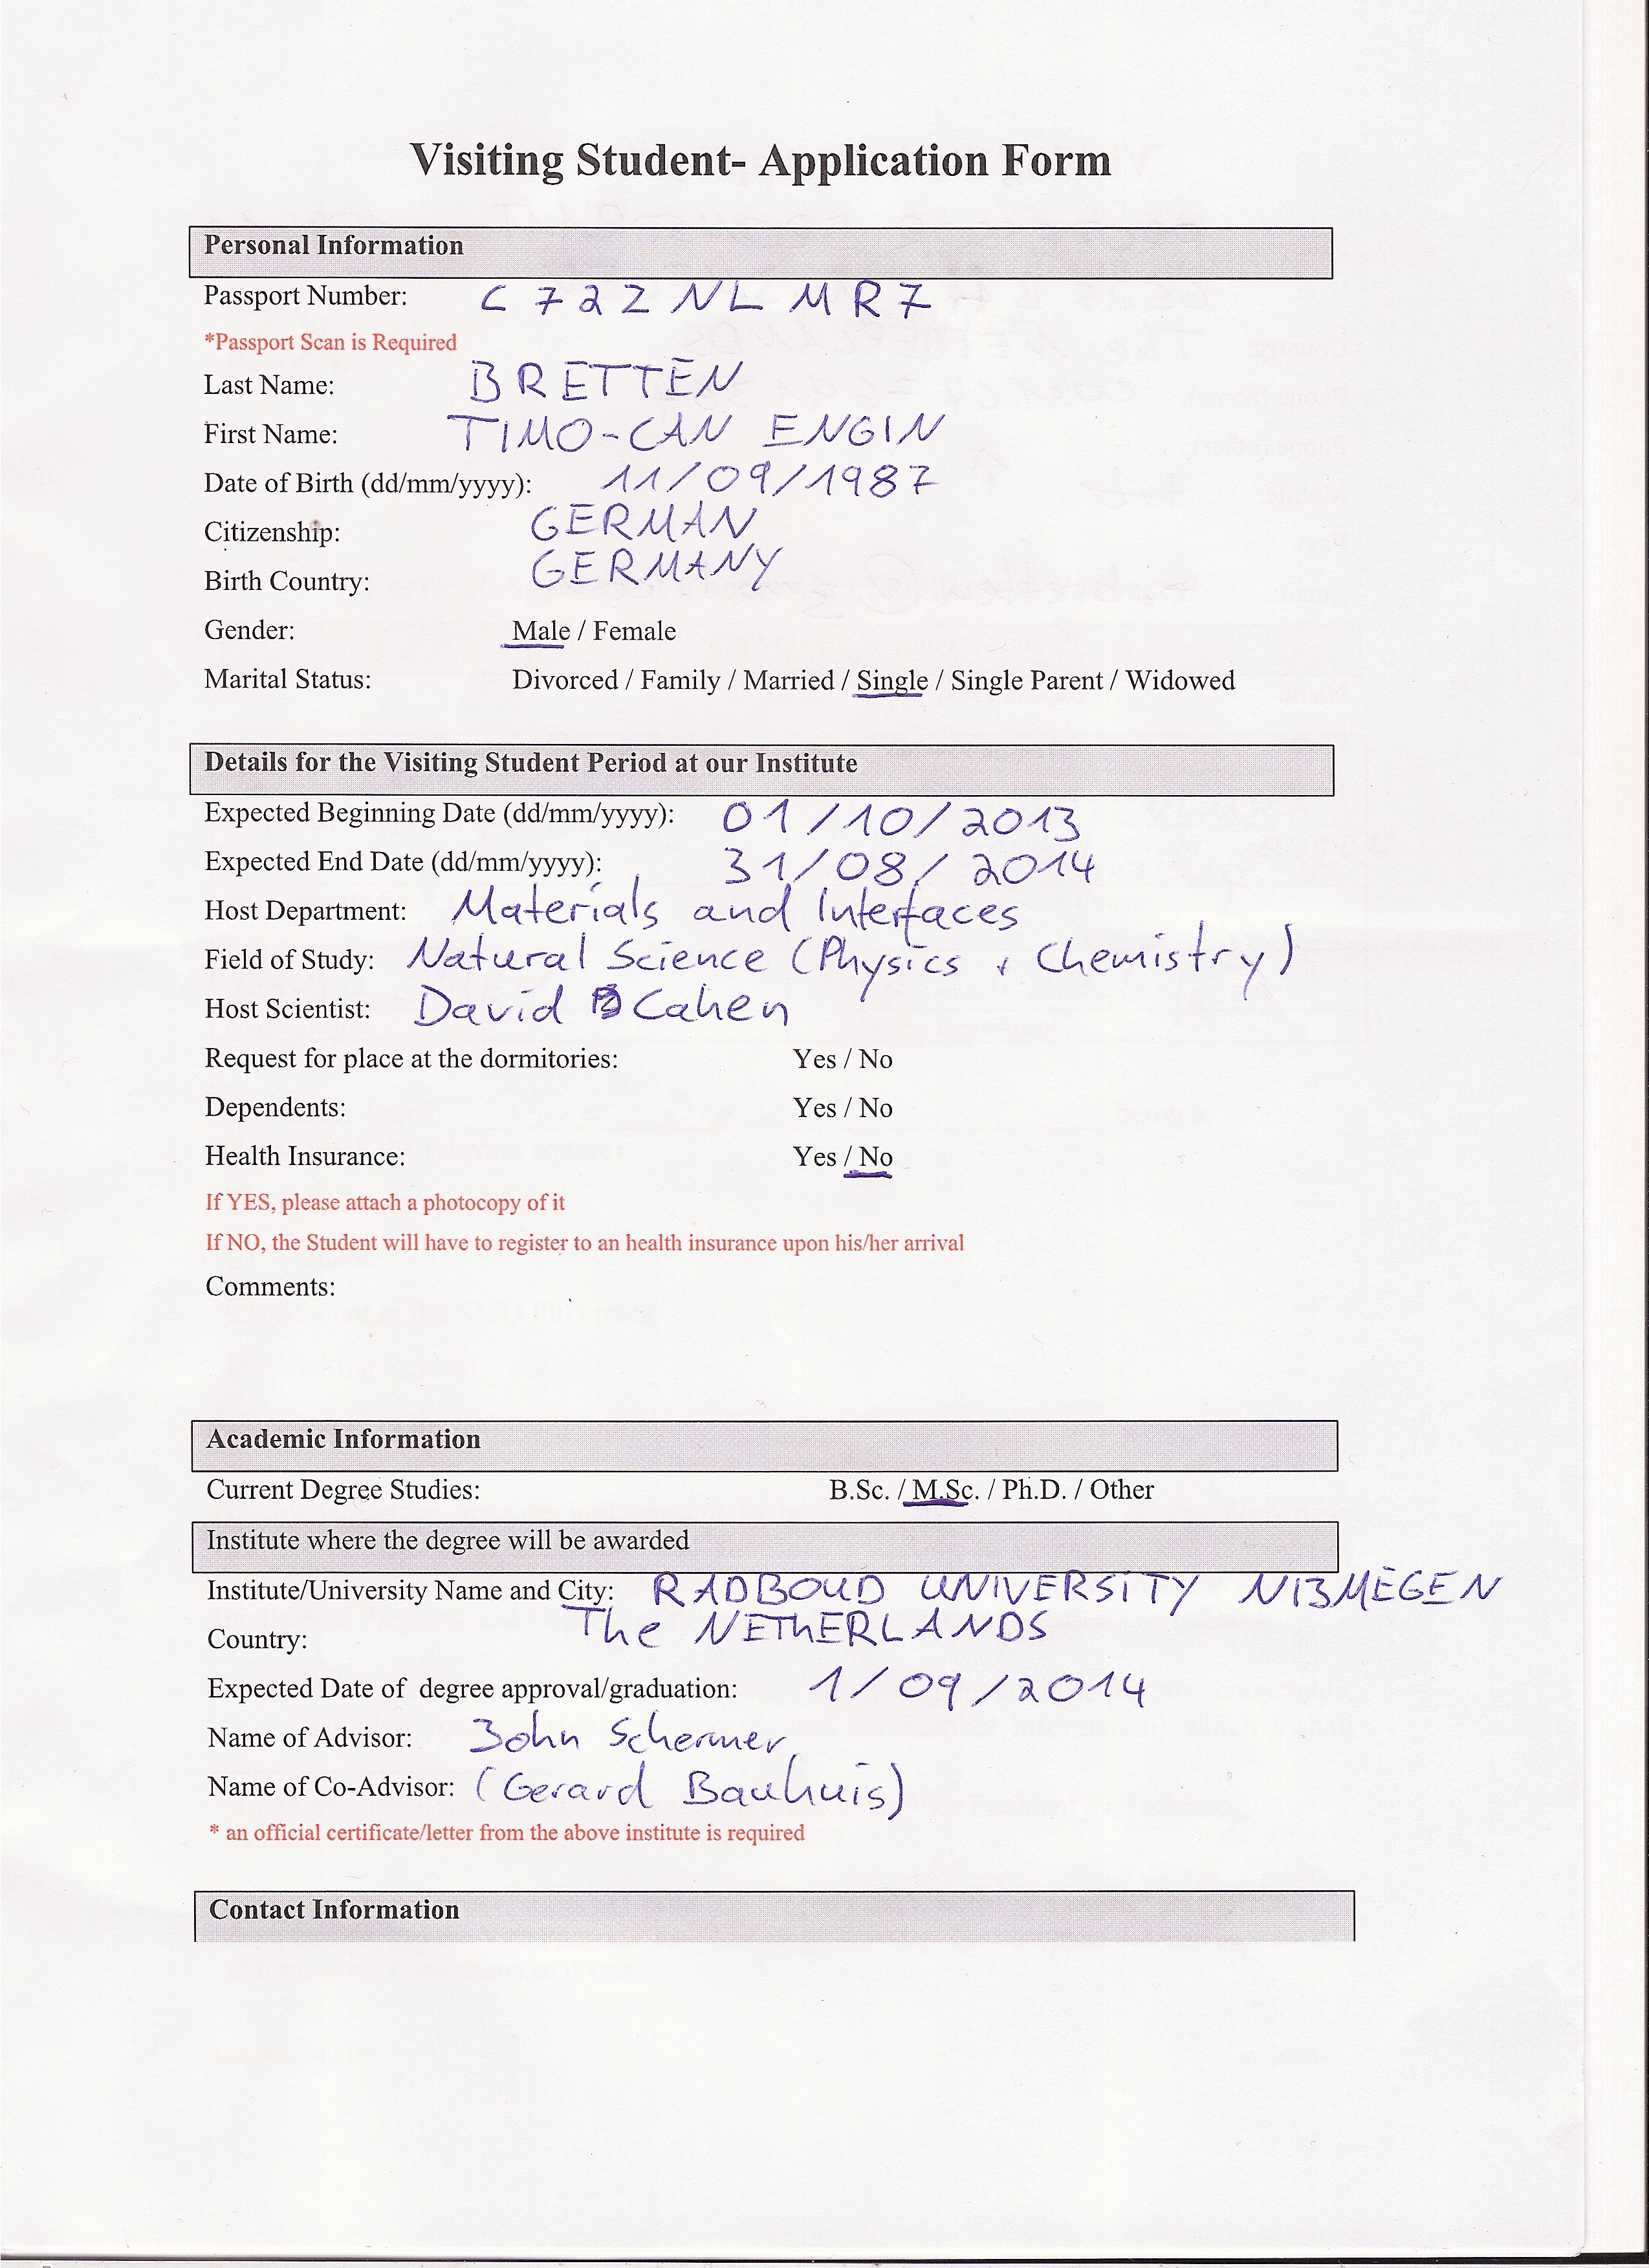 Visiting Student- Application Form
Personal Information
Passport Number: C722NLMR7
*Passport Scan is Required
Last Name: BRETTEN
First Name: TIMO-CAN ENGIN
Date of Birth (dd/mm/yyyy): 11/09/1987
Citizenship: GERMAN
Birth Country: GERMANY
Gender: Male / Female
Marital Status: Divorced / Family / Married / Single / Single Parent / Widowed
Details for the Visiting Student Period at our Institute
Expected Beginning Date (dd/mm/yyyy): 01/10/2013
Expected End Date (dd/mm/yyyy): 31/08/2014
Host Department: Materials and Interfaces
Field of Study: Natural Science (Physics + Chemistry)
Host Scientist: David Cahen
Request for place at the dormitories: Yes / No
Dependents: Yes / No
Health Insurance: Yes / No
If YES, please attach a photocopy of it
If NO, the Student will have to register to an health insurance upon his/her arrival
Comments:
Academic Information
Current Degree Studies: B.Sc. / M.Sc. / Ph.D. / Other
Institute where the degree will be awarded
Institute/University Name and City: RADBOUD UNIVERSITY NIJMEGEN
Country: The NETHERLANDS
Expected Date of degree approval/graduation: 1/09/2014
Name of Advisor: John Schermer
Name of Co-Advisor: (Gerard Bauhuis)
* an official certificate/letter from the above institute is required
Contact Information